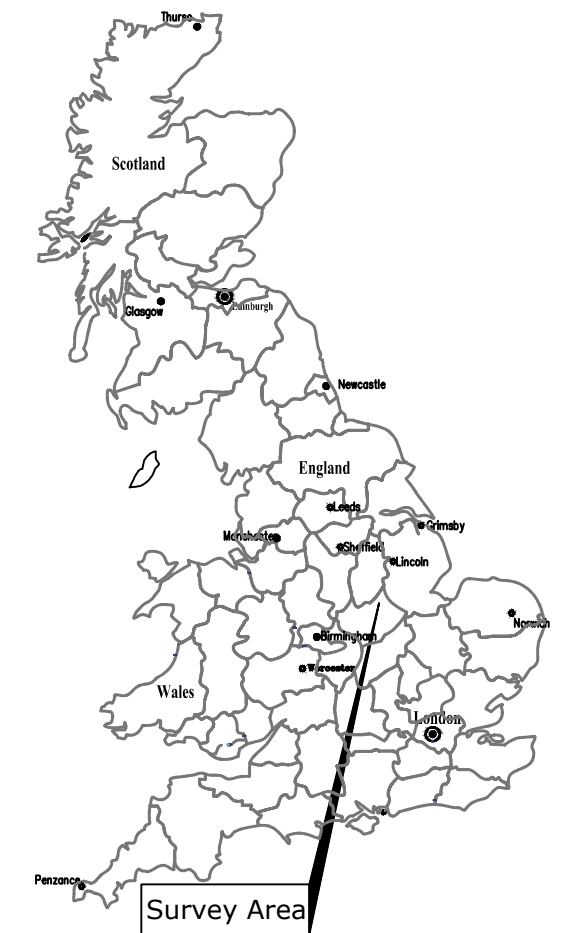 Thurso
Scotland
Edinburgh
Glasgow
Newcastle
England
Leeds
Grimsby
Manchester
Sheffield
Lincoln
Norwich
Birmingham
Worcester
Wales
London
Penzance
Survey Area